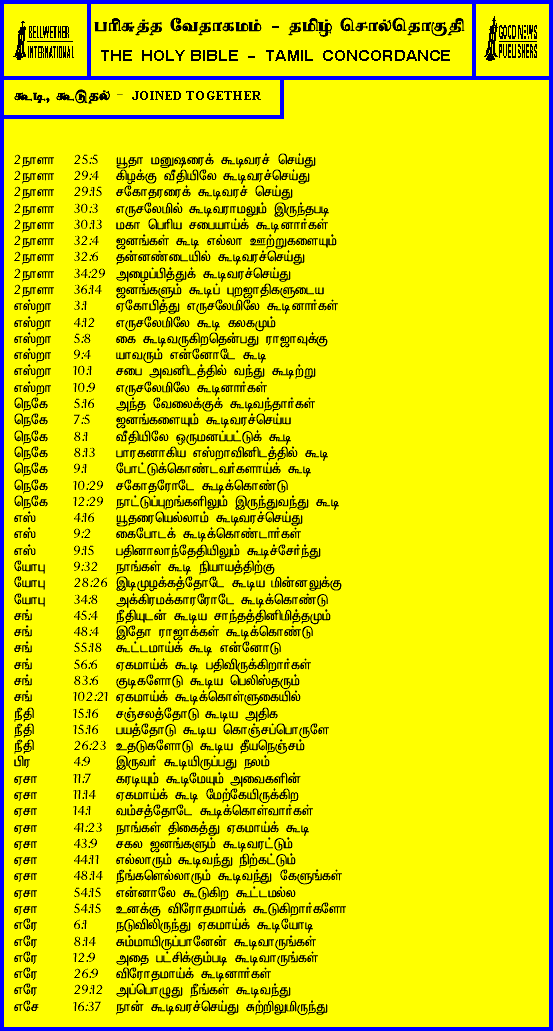 BELLWETHER
INTERNATIONAL
பரிசுத்த வேதாகமம் - தமிழ் சொல்தொகுதி
THE HOLY BIBLE - TAMIL CONCORDANCE
GOOD NEWS
PUBLISHERS
கூடி, கூடுதல் - JOINED TOGETHER
2நாளா 25:5 யூதா மனுஷரைக் கூடிவரச் செய்து
2நாளா 29:4 கிழக்கு வீதியிலே கூடிவரச்செய்து
2நாளா 29:15 சகோதரரைக் கூடிவரச் செய்து
2நாளா 30:3 எருசலேமில் கூடிவராமலும் இருந்தபடி
2நாளா 30:13 மகா பெரிய சபையாய்க் கூடினார்கள்
2நாளா 32:4 ஜனங்கள் கூடி எல்லா ஊற்றுகளையும்
2நாளா 32:6 தன்னண்டையில் கூடிவரச்செய்து
2நாளா 34:29 அழைப்பித்துக் கூடிவரச்செய்து
2நாளா 36:14 ஜனங்களும் கூடிப் புறஜாதிகளுடைய
எஸ்றா 3:1 ஏகோபித்து எருசலேமிலே கூடினார்கள்
எஸ்றா 4:12 எருசலேமிலே கூடி கலகமும்
எஸ்றா 5:8 கை கூடிவருகிறதென்பது ராஜாவுக்கு
எஸ்றா 9:4 யாவரும் என்னோடே கூடி
எஸ்றா 10:1 சபை அவனிடத்தில் வந்து கூடிற்று
எஸ்றா 10:9 எருசலேமிலே கூடினார்கள்
நெகே 5:16 அந்த வேலைக்குக் கூடிவந்தார்கள்
நெகே 7:5 ஜனங்களையும் கூடிவரச்செய்ய
நெகே 8:1 வீதியிலே ஒருமனப்பட்டுக் கூடி
நெகே 8:13 பாரகனாகிய எஸ்றாவினிடத்தில் கூடி
நெகே 9:1 போட்டுக்கொண்டவர்களாய்க் கூடி
நெகே 10:29 சகோதரரோடே கூடிக்கொண்டு
நெகே 12:29 நாட்டுப்புறங்களிலும் இருந்துவந்து கூடி
எஸ் 4:16 யூதரையெல்லாம் கூடிவரச்செய்து
எஸ் 9:2 கைபோடக் கூடிக்கொண்டார்கள்
எஸ் 9:15 பதினாலாந்தேதியிலும் கூடிச்சேர்ந்து
யோபு 9:32 நாங்கள் கூடி நியாயத்திற்கு
யோபு 28:26 இடிமுழக்கத்தோடே கூடிய மின்னலுக்கு
யோபு 34:8 அக்கிரமக்காரரோடே கூடிக்கொண்டு
சங் 45:4 நீதியுடன் கூடிய சாந்தத்தினிமித்தமும்
சங் 48:4 இதோ ராஜாக்கள் கூடிக்கொண்டு
சங் 55:18 கூட்டமாய்க் கூடி என்னோடு
சங் 56:6 ஏகமாய்க் கூடி பதிவிருக்கிறார்கள்
சங் 83:6 குடிகளோடு கூடிய பெலிஸ்தரும்
சங் 102:21 ஏகமாய்க் கூடிக்கொள்ளுகையில்
நீதி 15:16 சஞ்சலத்தோடு கூடிய அதிக
நீதி 15:16 பயத்தோடு கூடிய கொஞ்சப்பொருளே
நீதி 26:23 உதடுகளோடு கூடிய தீயநெஞ்சம்
பிர 4:9 இருவர் கூடியிருப்பது நலம்
ஏசா 11:7 கரடியும் கூடிமேயும் அவைகளின்
ஏசா 11:14 ஏகமாய்க் கூடி மேற்கேயிருக்கிற
ஏசா 14:1 வம்சத்தோடே கூடிக்கொள்வார்கள்
ஏசா 41:23 நாங்கள் திகைத்து ஏகமாய்க் கூடி
ஏசா 43:9 சகல ஜனங்களும் கூடிவரட்டும்
ஏசா 44:11 எல்லாரும் கூடிவந்து நிற்கட்டும்
ஏசா 48:14 நீங்களெல்லாரும் கூடிவந்து கேளுங்கள்
ஏசா 54:15 என்னாலே கூடுகிற கூட்டமல்ல
ஏசா 54:15 உனக்கு விரோதமாய்க் கூடுகிறார்களோ
எரே 6:1 நடுவிலிருந்து ஏகமாய்க் கூடியோடி
எரே 8:14 சும்மாயிருப்பானேன் கூடிவாருங்கள்
எரே 12:9 அதை பட்சிக்கும்படி கூடிவாருங்கள்
எரே 26:9 விரோதமாய்க் கூடினார்கள்
எரே 29:12 அப்பொழுது நீங்கள் கூடிவந்து
எசே 16:37 நான் கூடிவரச்செய்து சுற்றிலுமிருந்து